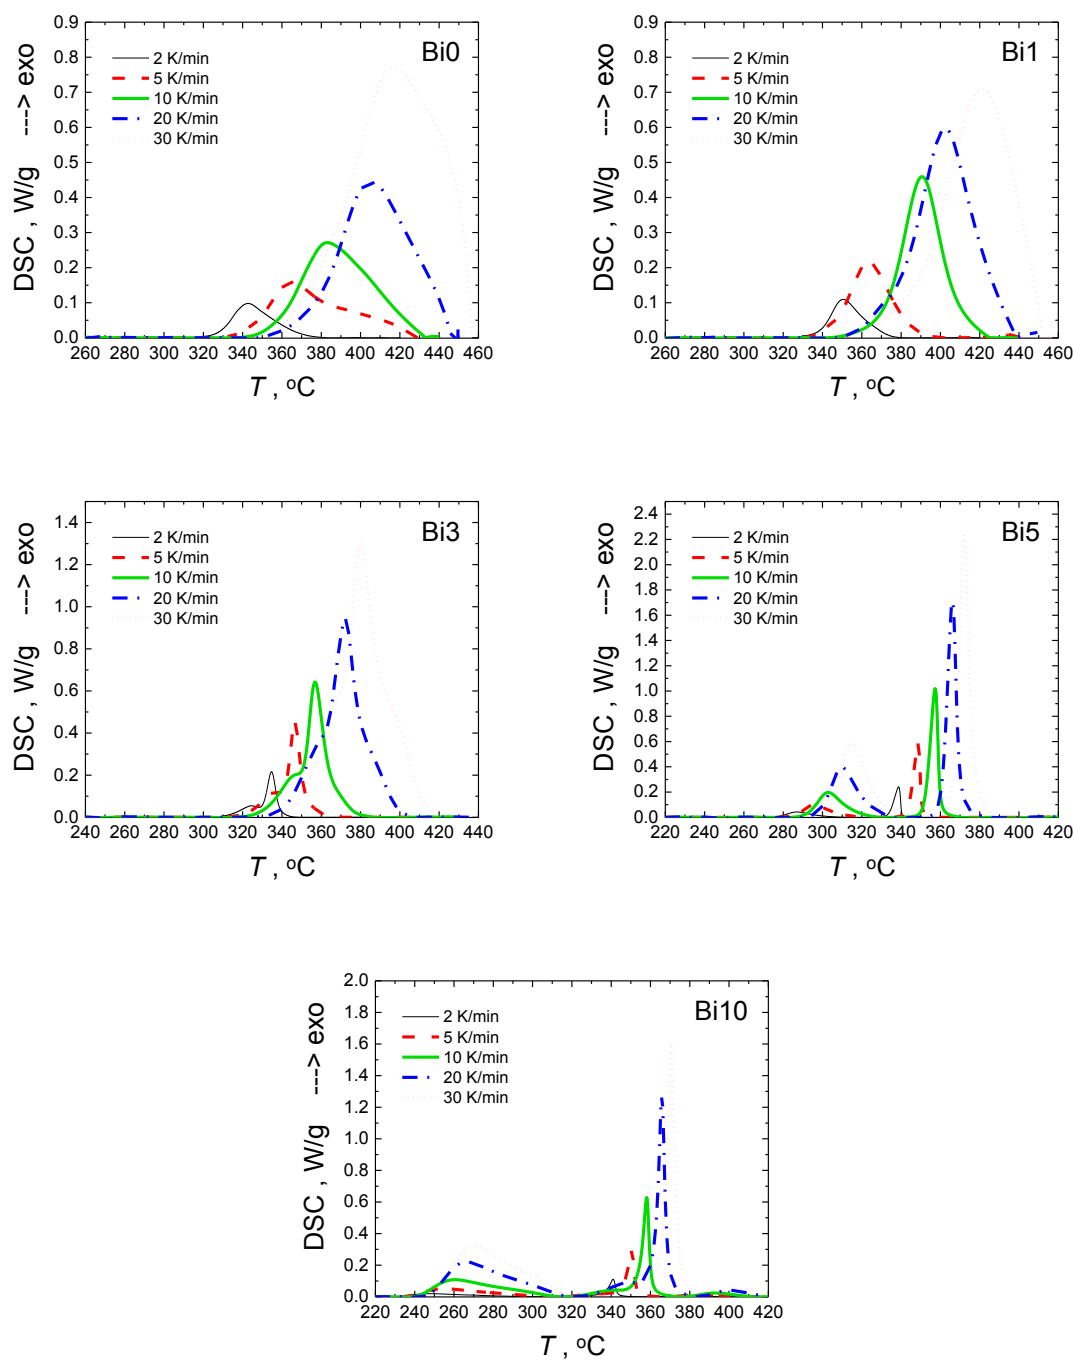 Bi0
2 K/min
5 K/min
10 K/min
20 K/min
30 K/min
DSC , W/g ---> exo
0.9
0.8
0.7
0.6
0.5
0.4
0.3
0.2
0.1
0.0
260 280 300 320 340 360 380 400 420 440 460
T , oC
Bi1
2 K/min
5 K/min
10 K/min
20 K/min
30 K/min
DSC , W/g ---> exo
0.9
0.8
0.7
0.6
0.5
0.4
0.3
0.2
0.1
0.0
260 280 300 320 340 360 380 400 420 440 460
T , oC
Bi3
2 K/min
5 K/min
10 K/min
20 K/min
30 K/min
DSC , W/g ---> exo
1.4
1.2
1.0
0.8
0.6
0.4
0.2
0.0
240 260 280 300 320 340 360 380 400 420 440
T , oC
Bi5
2 K/min
5 K/min
10 K/min
20 K/min
30 K/min
DSC , W/g ---> exo
2.4
2.2
2.0
1.8
1.6
1.4
1.2
1.0
0.8
0.6
0.4
0.2
0.0
220 240 260 280 300 320 340 360 380 400 420
T , oC
Bi10
2 K/min
5 K/min
10 K/min
20 K/min
30 K/min
DSC , W/g ---> exo
2.0
1.8
1.6
1.4
1.2
1.0
0.8
0.6
0.4
0.2
0.0
220 240 260 280 300 320 340 360 380 400 420
T , oC